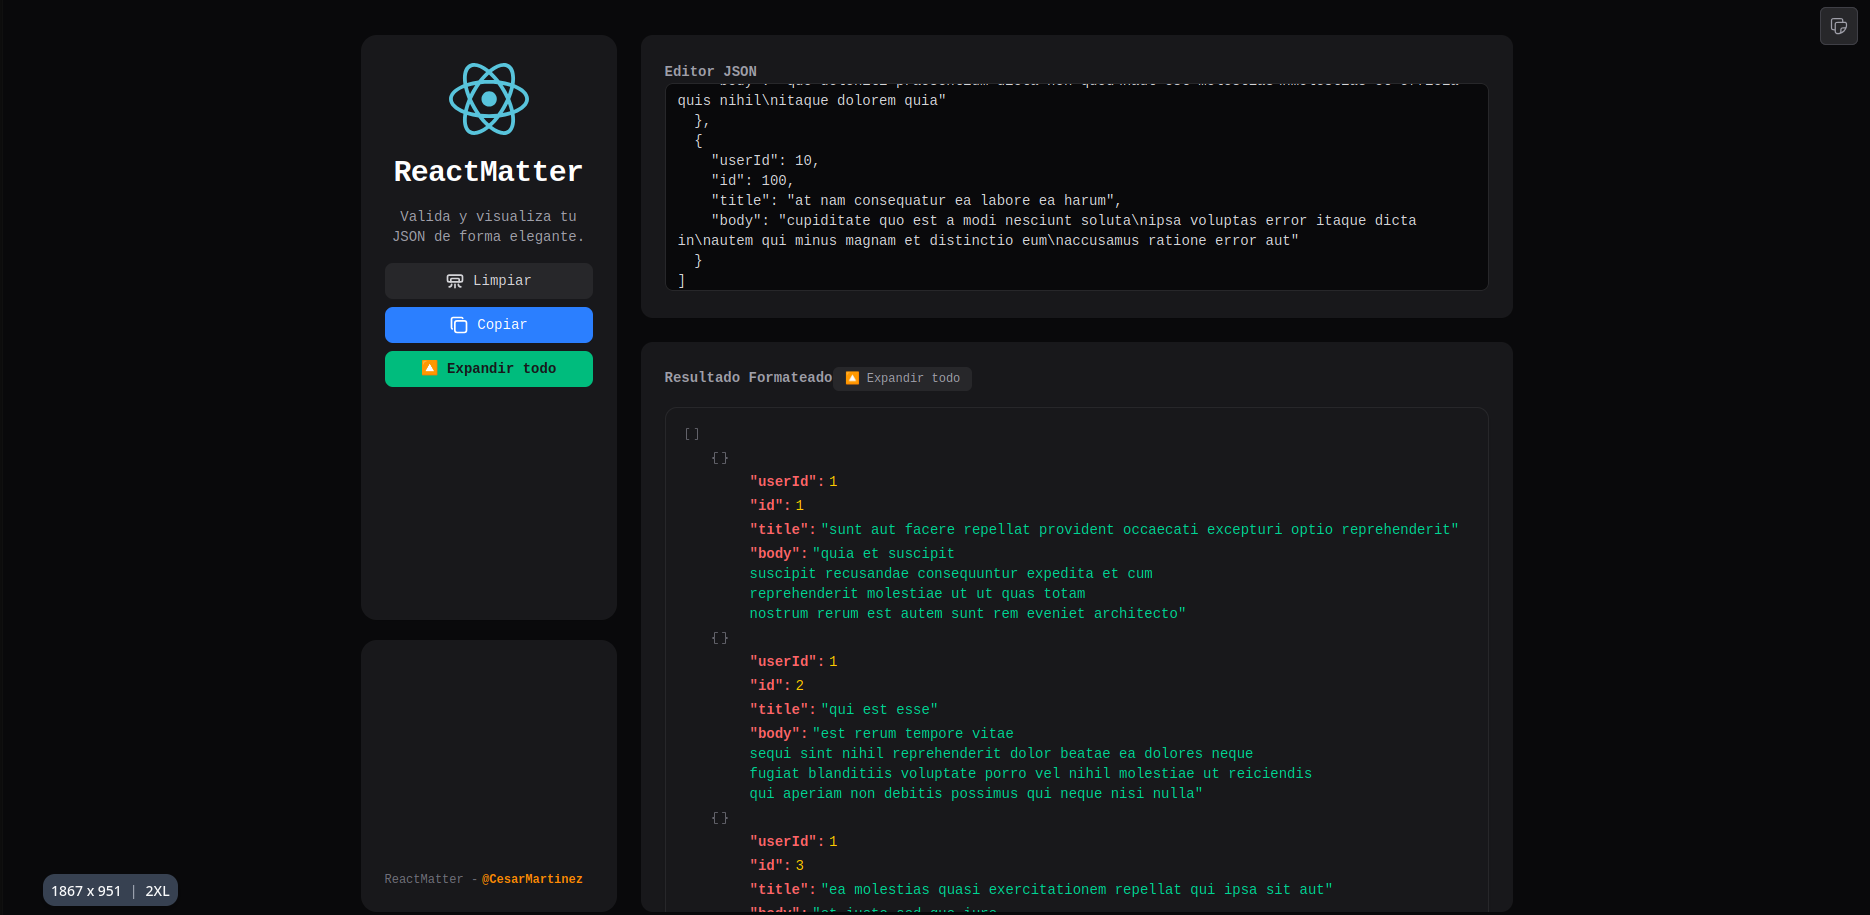 ReactMatter
Valida y visualiza tu
JSON de forma elegante.
Limpiar
Copiar
Expandir todo
ReactMatter - @CesarMartinez
1867 x 951 | 2XL
Editor JSON
quis nihil\nitaque dolorem quia"
},
{
"userId": 10,
"id": 100,
"title": "at nam consequatur ea labore ea harum",
"body": "cupiditate quo est a modi nesciunt soluta\nipsa voluptas error itaque dicta
in\nautem qui minus magnam et distinctio eum\naccusamus ratione error aut"
}
]
Resultado Formateado
Expandir todo
[]
{}
"userId": 1
"id": 1
"title": "sunt aut facere repellat provident occaecati excepturi optio reprehenderit"
"body": "quia et suscipit
suscipit recusandae consequuntur expedita et cum
reprehenderit molestiae ut ut quas totam
nostrum rerum est autem sunt rem eveniet architecto"
{}
"userId": 1
"id": 2
"title": "qui est esse"
"body": "est rerum tempore vitae
sequi sint nihil reprehenderit dolor beatae ea dolores neque
fugiat blanditiis voluptate porro vel nihil molestiae ut reiciendis
qui aperiam non debitis possimus qui neque nisi nulla"
{}
"userId": 1
"id": 3
"title": "ea molestias quasi exercitationem repellat qui ipsa sit aut"